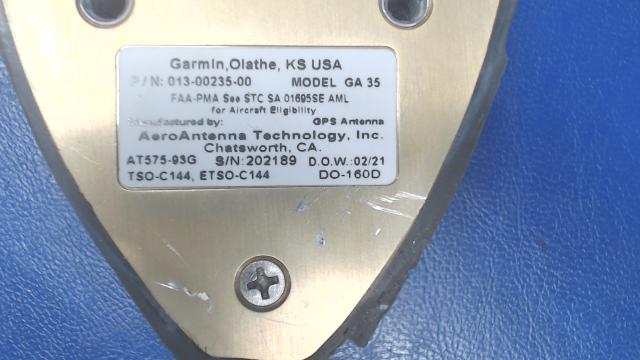 Garmin,Olathe, KS USA
P/N: 013-00235-00 MODEL GA 35
FAA-PMA See STC SA 01695SE AML
for Aircraft Eligibility
Manufactured by: GPS Antenna
AeroAntenna Technology, Inc.
Chatsworth, CA.
AT575-93G S/N:202189 D.O.W.:02/21
TSO-C144, ETSO-C144 DO-160D